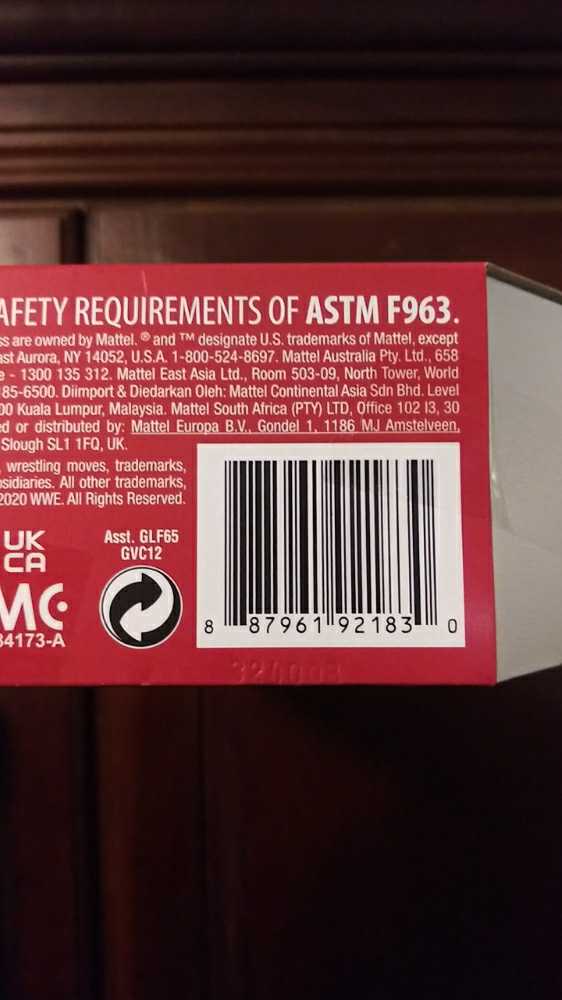 AFETY REQUIREMENTS OF ASTM F963.
ss are owned by Mattel. ® and ™ designate U.S. trademarks of Mattel, except
ast Aurora, NY 14052, U.S.A. 1-800-524-8697. Mattel Australia Pty. Ltd., 658
e - 1300 135 312. Mattel East Asia Ltd., Room 503-09, North Tower, World
185-6500. Diimport & Diedarkan Oleh: Mattel Continental Asia Sdn Bhd. Level
00 Kuala Lumpur, Malaysia. Mattel South Africa (PTY) LTD, Office 102 I3, 30
ed or distributed by: Mattel Europa B.V., Gondel 1, 1186 MJ Amstelveen,
Slough SL1 1FQ, UK.
, wrestling moves, trademarks,
bsidiaries. All other trademarks,
2020 WWE. All Rights Reserved.
UK
CA
MC
34173-A
Asst. GLF65
GVC12
8 87961 92183 0